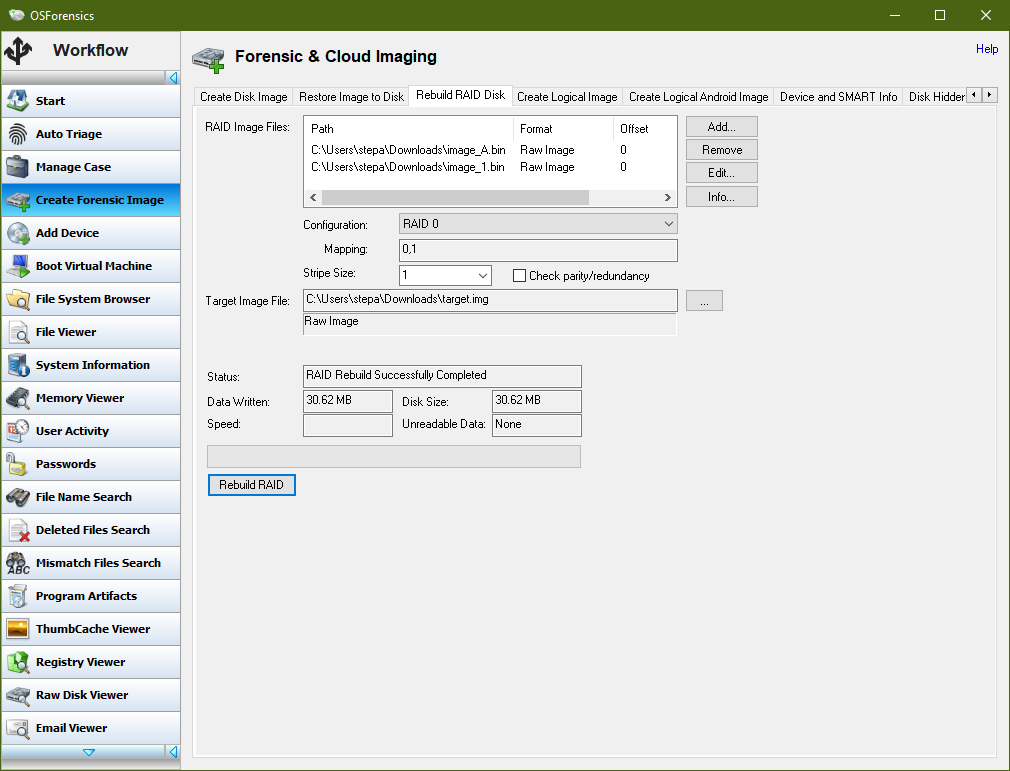 OSForensics
Workflow
Start
Auto Triage
Manage Case
Create Forensic Image
Add Device
Boot Virtual Machine
File System Browser
File Viewer
System Information
Memory Viewer
User Activity
Passwords
File Name Search
Deleted Files Search
ABC
Mismatch Files Search
Program Artifacts
ThumbCache Viewer
Registry Viewer
Raw Disk Viewer
Email Viewer
Forensic & Cloud Imaging
Help
Create Disk Image Restore Image to Disk Rebuild RAID Disk Create Logical Image Create Logical Android Image Device and SMART Info Disk Hidden
RAID Image Files:
Path Format Offset
C:\Users\stepa\Downloads\image_A.bin Raw Image 0
C:\Users\stepa\Downloads\image_1.bin Raw Image 0
Add...
Remove
Edit...
Info...
Configuration: RAID 0
Mapping: 0,1
Stripe Size: 1 Check parity/redundancy
Target Image File: C:\Users\stepa\Downloads\target.img ...
Raw Image
Status: RAID Rebuild Successfully Completed
Data Written: 30.62 MB Disk Size: 30.62 MB
Speed: Unreadable Data: None
Rebuild RAID